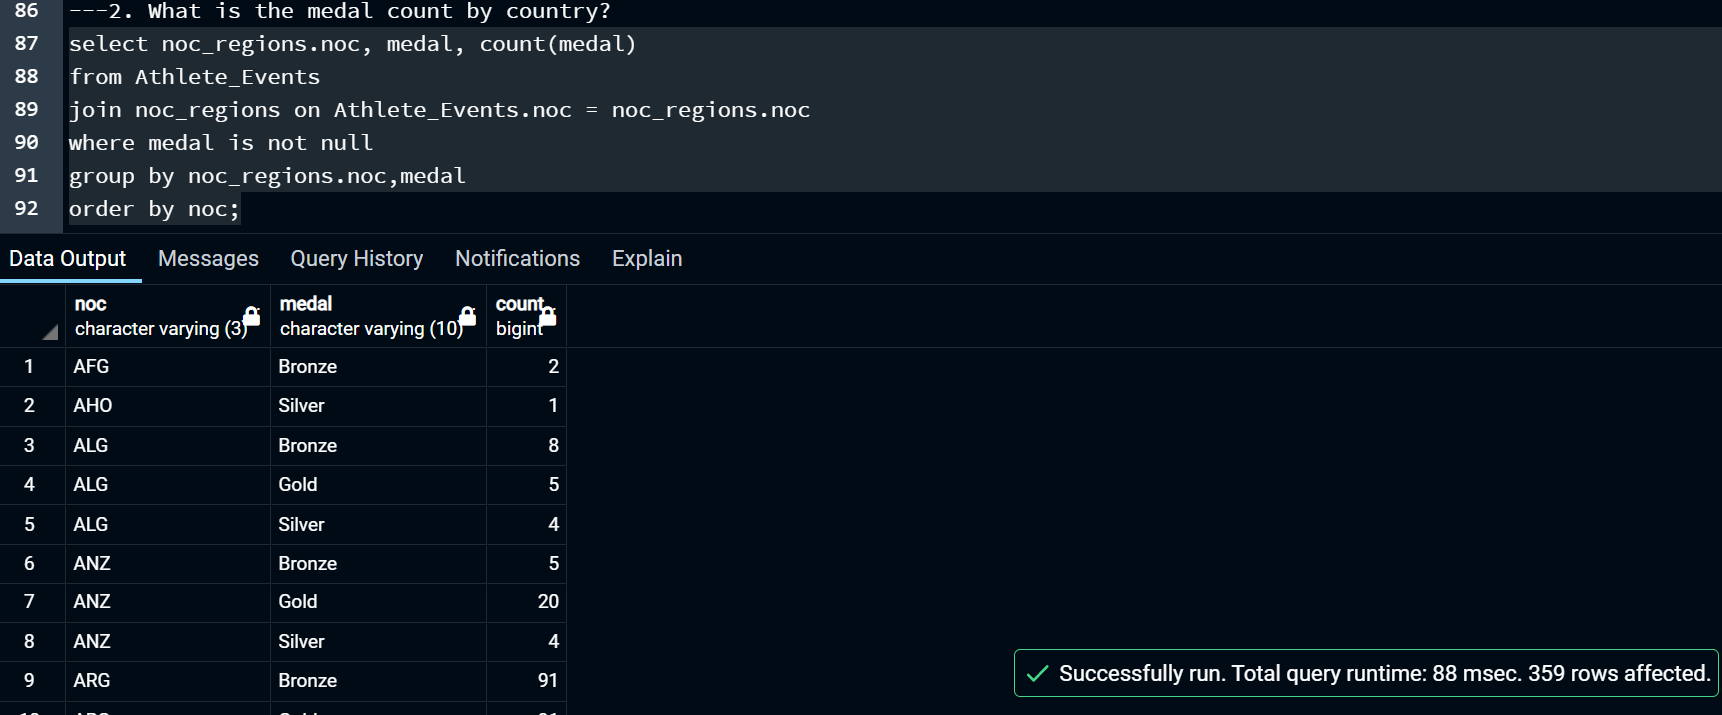 86 ---2. What is the medal count by country?
87 select noc_regions.noc, medal, count(medal)
88 from Athlete_Events
89 join noc_regions on Athlete_Events.noc = noc_regions.noc
90 where medal is not null
91 group by noc_regions.noc,medal
92 order by noc;
Data Output Messages Query History Notifications Explain
noc medal count
character varying (3) character varying (10) bigint
1 AFG Bronze 2
2 AHO Silver 1
3 ALG Bronze 8
4 ALG Gold 5
5 ALG Silver 4
6 ANZ Bronze 5
7 ANZ Gold 20
8 ANZ Silver 4
9 ARG Bronze 91
Successfully run. Total query runtime: 88 msec. 359 rows affected.